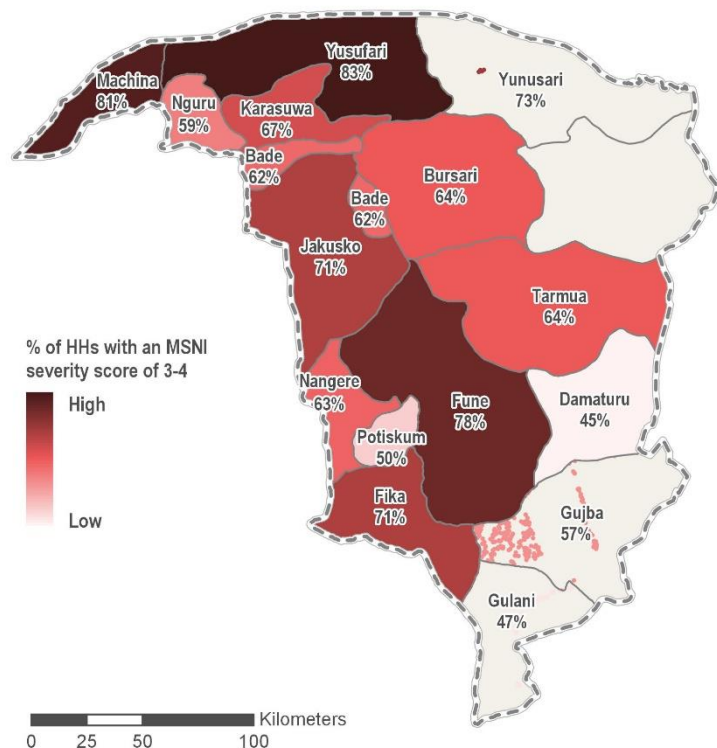 Yusufari
83%
Machina
81%
Yunusari
73%
Nguru
59%
Karasuwa
67%
Bade
62%
Bursari
64%
Bade
62%
Jakusko
71%
Tarmua
64%
% of HHs with an MSNI
severity score of 3-4
High
Low
Nangere
63%
Fune
78%
Damaturu
45%
Potiskum
50%
Fika
71%
Gujba
57%
Gulani
47%
Kilometers
0 25 50 100